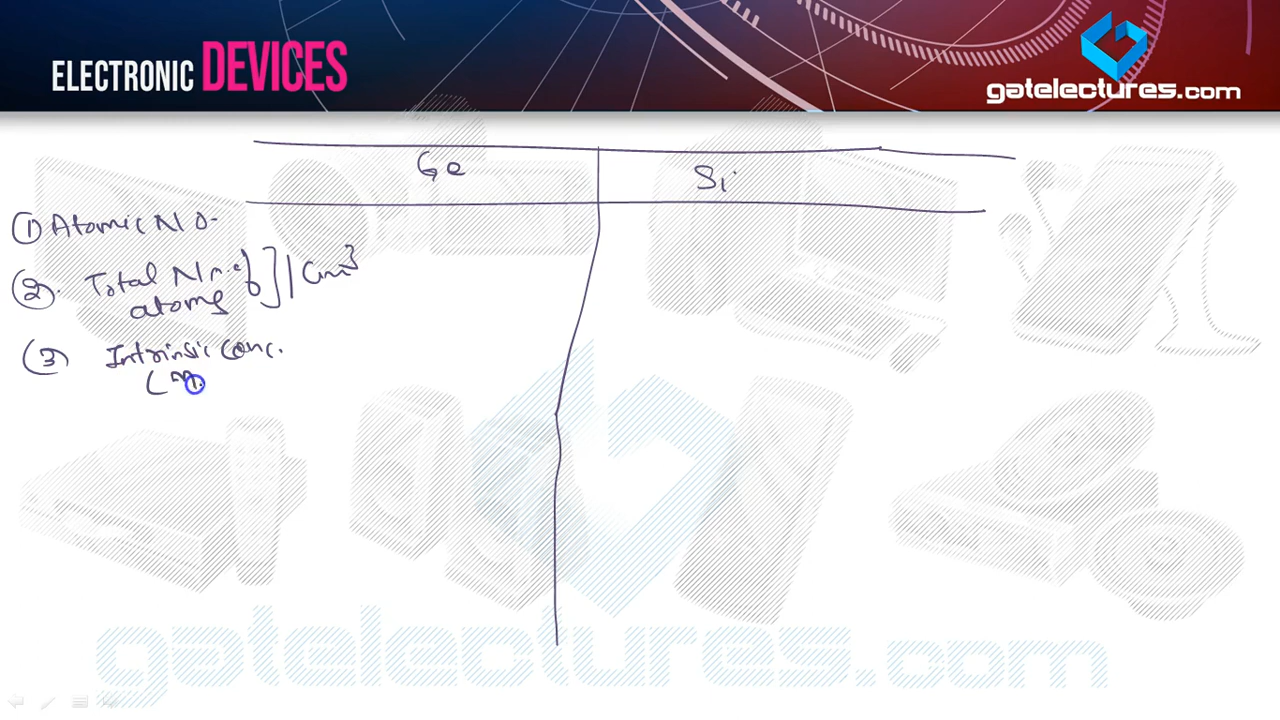 ELECTRONIC DEVICES
gatelectures.com
Ge Si
① Atomic No.
② Total No. of atoms] / Cm³
③ Intrinsic Conc.
(n
gatelectures.com